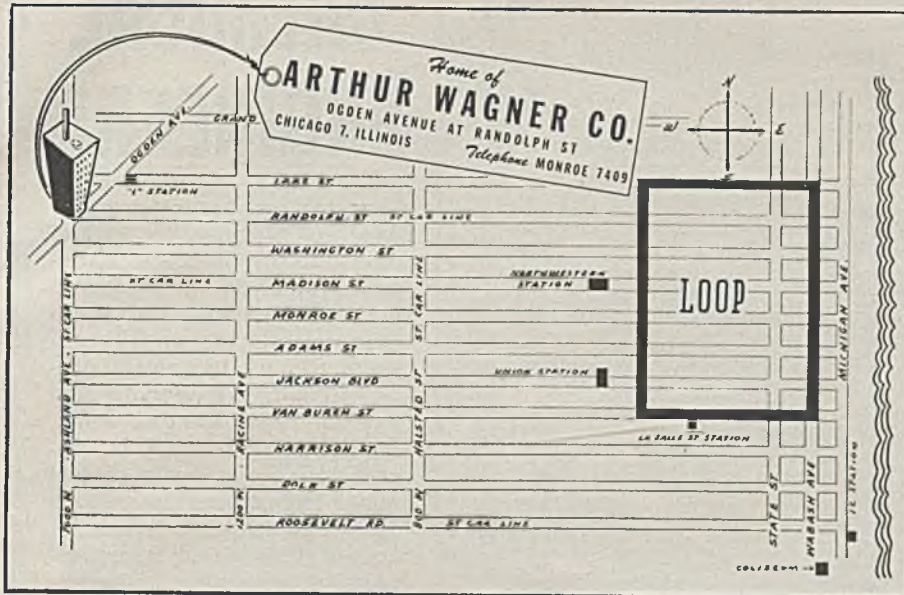 Home of
ARTHUR WAGNER CO.
OGDEN AVENUE AT RANDOLPH ST
CHICAGO 7, ILLINOIS
Telephone MONROE 7409
N
W
E
S
OGDEN AVE.
GRAND
"L" STATION
LAKE ST.
RANDOLPH ST ST CAR LINE
WASHINGTON ST
ST CAR LINE
MADISON ST
NORTHWESTERN
STATION
MONROE ST
ADAMS ST
UNION STATION
JACKSON BLVD
VAN BUREN ST
LA SALLE ST STATION
HARRISON ST
POLK ST
ROOSEVELT RD. ST CAR LINE
LOOP
ASHLAND AVE - ST CAR LINE
1600 W
RACINE AVE
1200 W
ST CAR LINE
HALSTED ST
800 W
STATE ST
WABASH AVE
MICHIGAN AVE.
IC STATION
COLISEUM